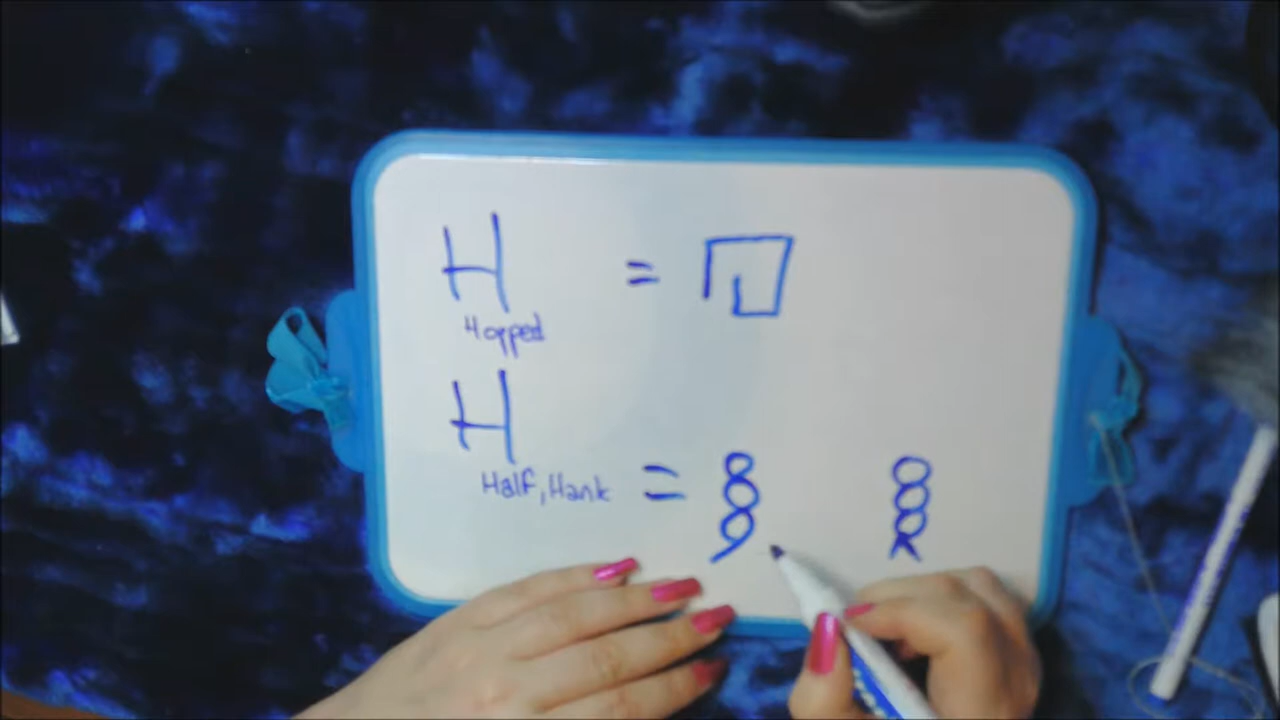 H =
Hopped
H
Half, Hank =